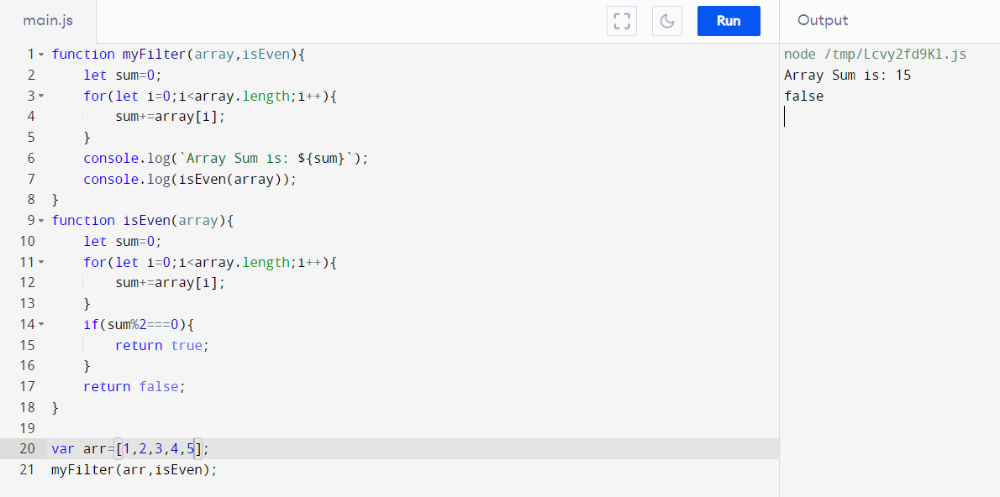 main.js
Run
Output
1 function myFilter(array,isEven){
2 let sum=0;
3 for(let i=0;i<array.length;i++){
4 sum+=array[i];
5 }
6 console.log(`Array Sum is: ${sum}`);
7 console.log(isEven(array));
8 }
9 function isEven(array){
10 let sum=0;
11 for(let i=0;i<array.length;i++){
12 sum+=array[i];
13 }
14 if(sum%2===0){
15 return true;
16 }
17 return false;
18 }
19
20 var arr=[1,2,3,4,5];
21 myFilter(arr,isEven);
node /tmp/Lcvy2fd9Kl.js
Array Sum is: 15
false